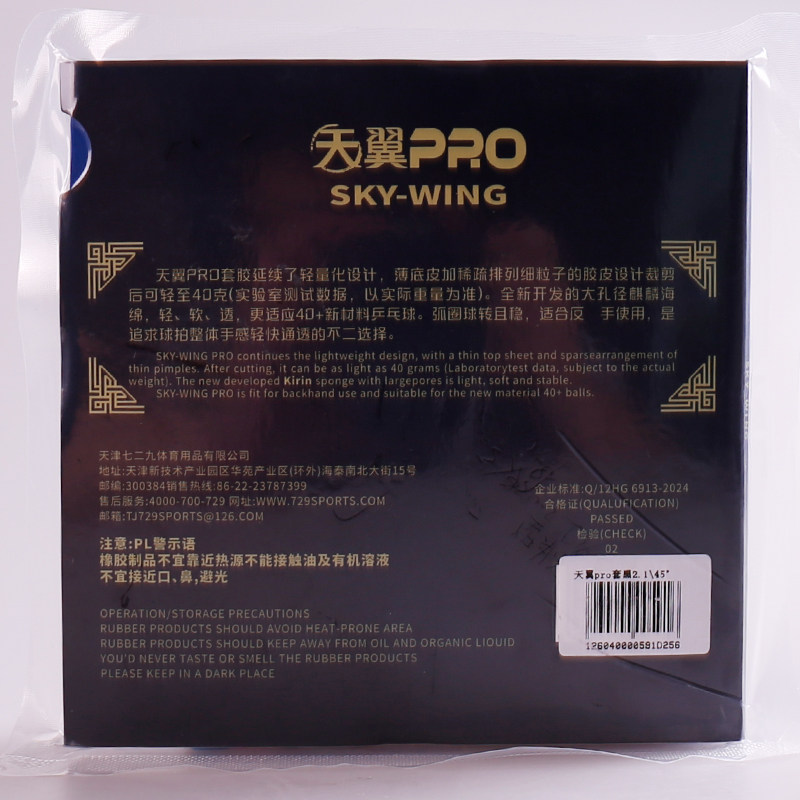 天翼PRO
SKY-WING
天翼PRO套胶延续了轻量化设计，薄底皮加稀疏排列细粒子的胶皮设计裁剪
后可轻至40克(实验室测试数据，以实际重量为准)。全新开发的大孔径麒麟海
绵，轻、软、透，更适应40+新材料乒乓球。弧圈球转且稳，适合反 手使用，是
追求球拍整体手感轻快通透的不二选择。
SKY-WING PRO continues the lightweight design, with a thin top sheet and sparsearrangement of
thin pimples. After cutting, it can be as light as 40 grams (Laboratorytest data, subject to the actual
weight). The new developed Kirin sponge with largepores is light, soft and stable.
SKY-WING PRO is fit for backhand use and suitable for the new material 40+ balls.
天津七二九体育用品有限公司
地址:天津新技术产业园区华苑产业区(环外)海泰南北大街15号
邮编:300384销售热线:86-22-23787399
售后服务:4000-700-729 网址:WWW.729SPORTS.COM
邮箱:TJ729SPORTS@126.COM
企业标准:Q/12HG 6913-2024
合格证(QUALUFICATION)
PASSED
检验(CHECK)
02
注意:PL警示语
橡胶制品不宜靠近热源不能接触油及有机溶液
不宜接近口、鼻,避光
天翼pro套黑2.1\45°
126040000591D256
OPERATION/STORAGE PRECAUTIONS
RUBBER PRODUCTS SHOULD AVOID HEAT-PRONE AREA
RUBBER PRODUCTS SHOULD KEEP AWAY FROM OIL AND ORGANIC LIQUID
YOU'D NEVER TASTE OR SMELL THE RUBBER PRODUCTS
PLEASE KEEP IN A DARK PLACE